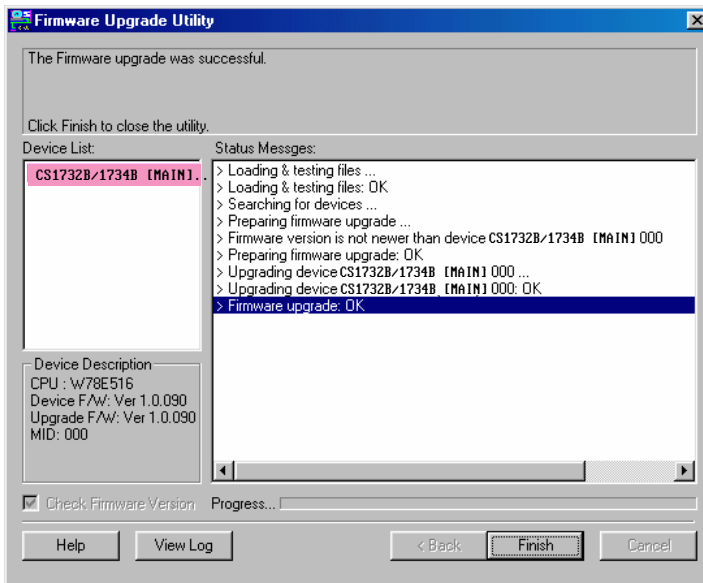 Firmware Upgrade Utility
The Firmware upgrade was successful.
Click Finish to close the utility.
Device List:
CS1732B/1734B [MAIN]..
Status Messges:
> Loading & testing files ...
> Loading & testing files: OK
> Searching for devices ...
> Preparing firmware upgrade ...
> Firmware version is not newer than device CS1732B/1734B [MAIN] 000
> Preparing firmware upgrade: OK
> Upgrading device CS1732B/1734B [MAIN] 000 ...
> Upgrading device CS1732B/1734B [MAIN] 000: OK
> Firmware upgrade: OK
Device Description
CPU : W78E516
Device F/W: Ver 1.0.090
Upgrade F/W: Ver 1.0.090
MID: 000
Check Firmware Version
Progress...
Help
View Log
< Back
Finish
Cancel